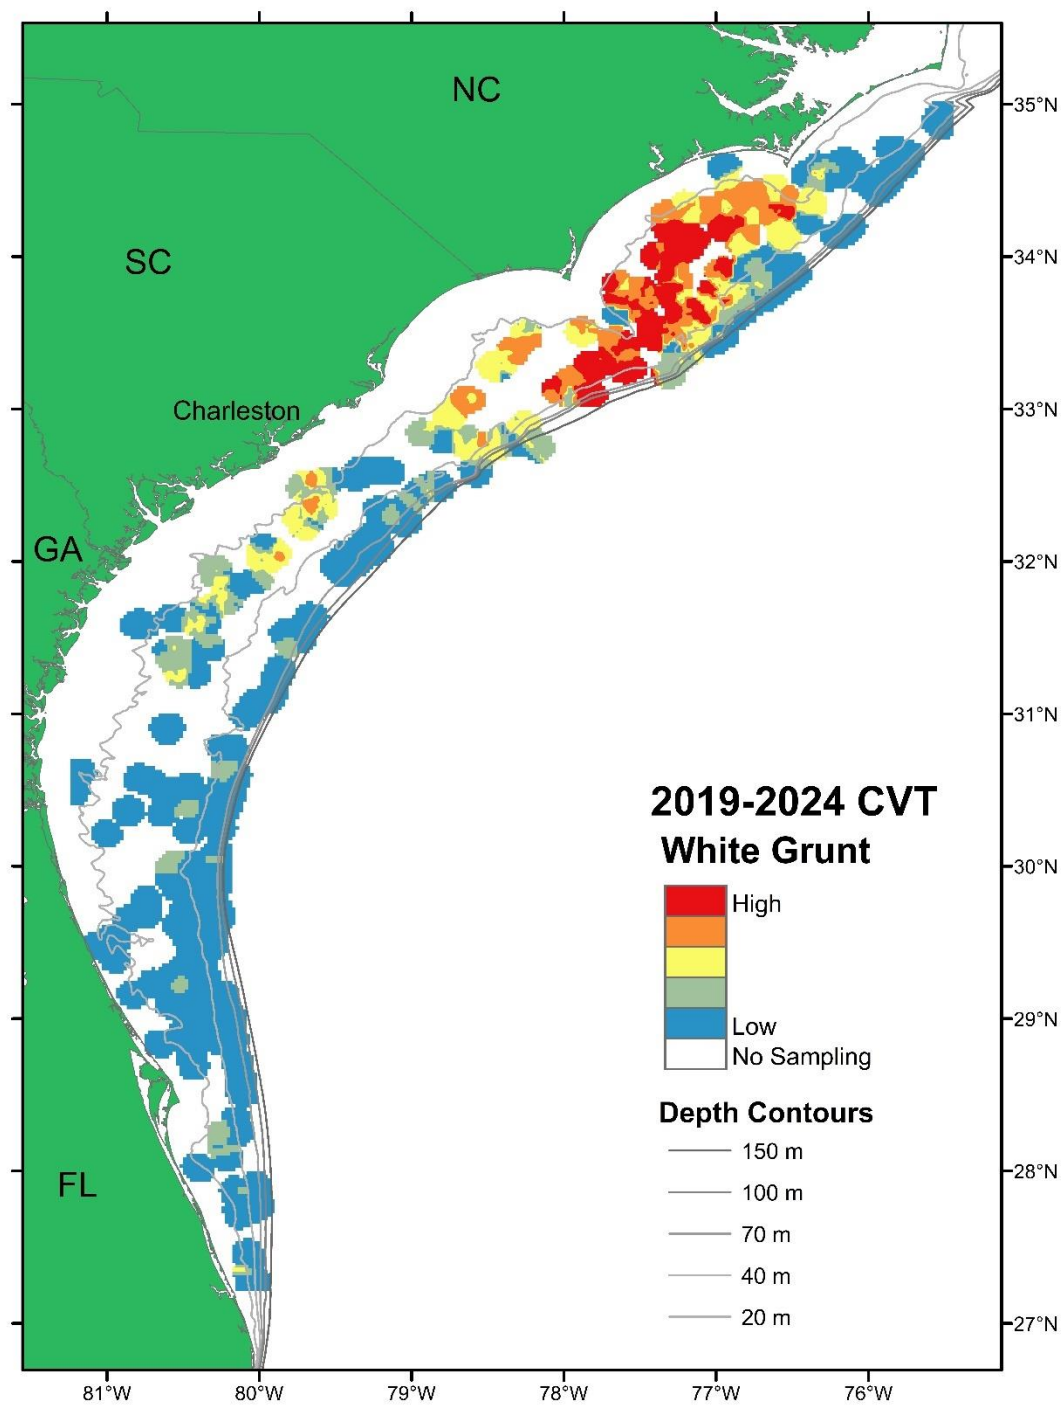 NC
35°N
SC
34°N
Charleston
33°N
GA
32°N
31°N
2019-2024 CVT
White Grunt
30°N
High
Low
29°N
No Sampling
Depth Contours
150 m
FL
28°N
100 m
70 m
40 m
20 m
27°N
81°W 80°W 79°W 78°W 77°W 76°W